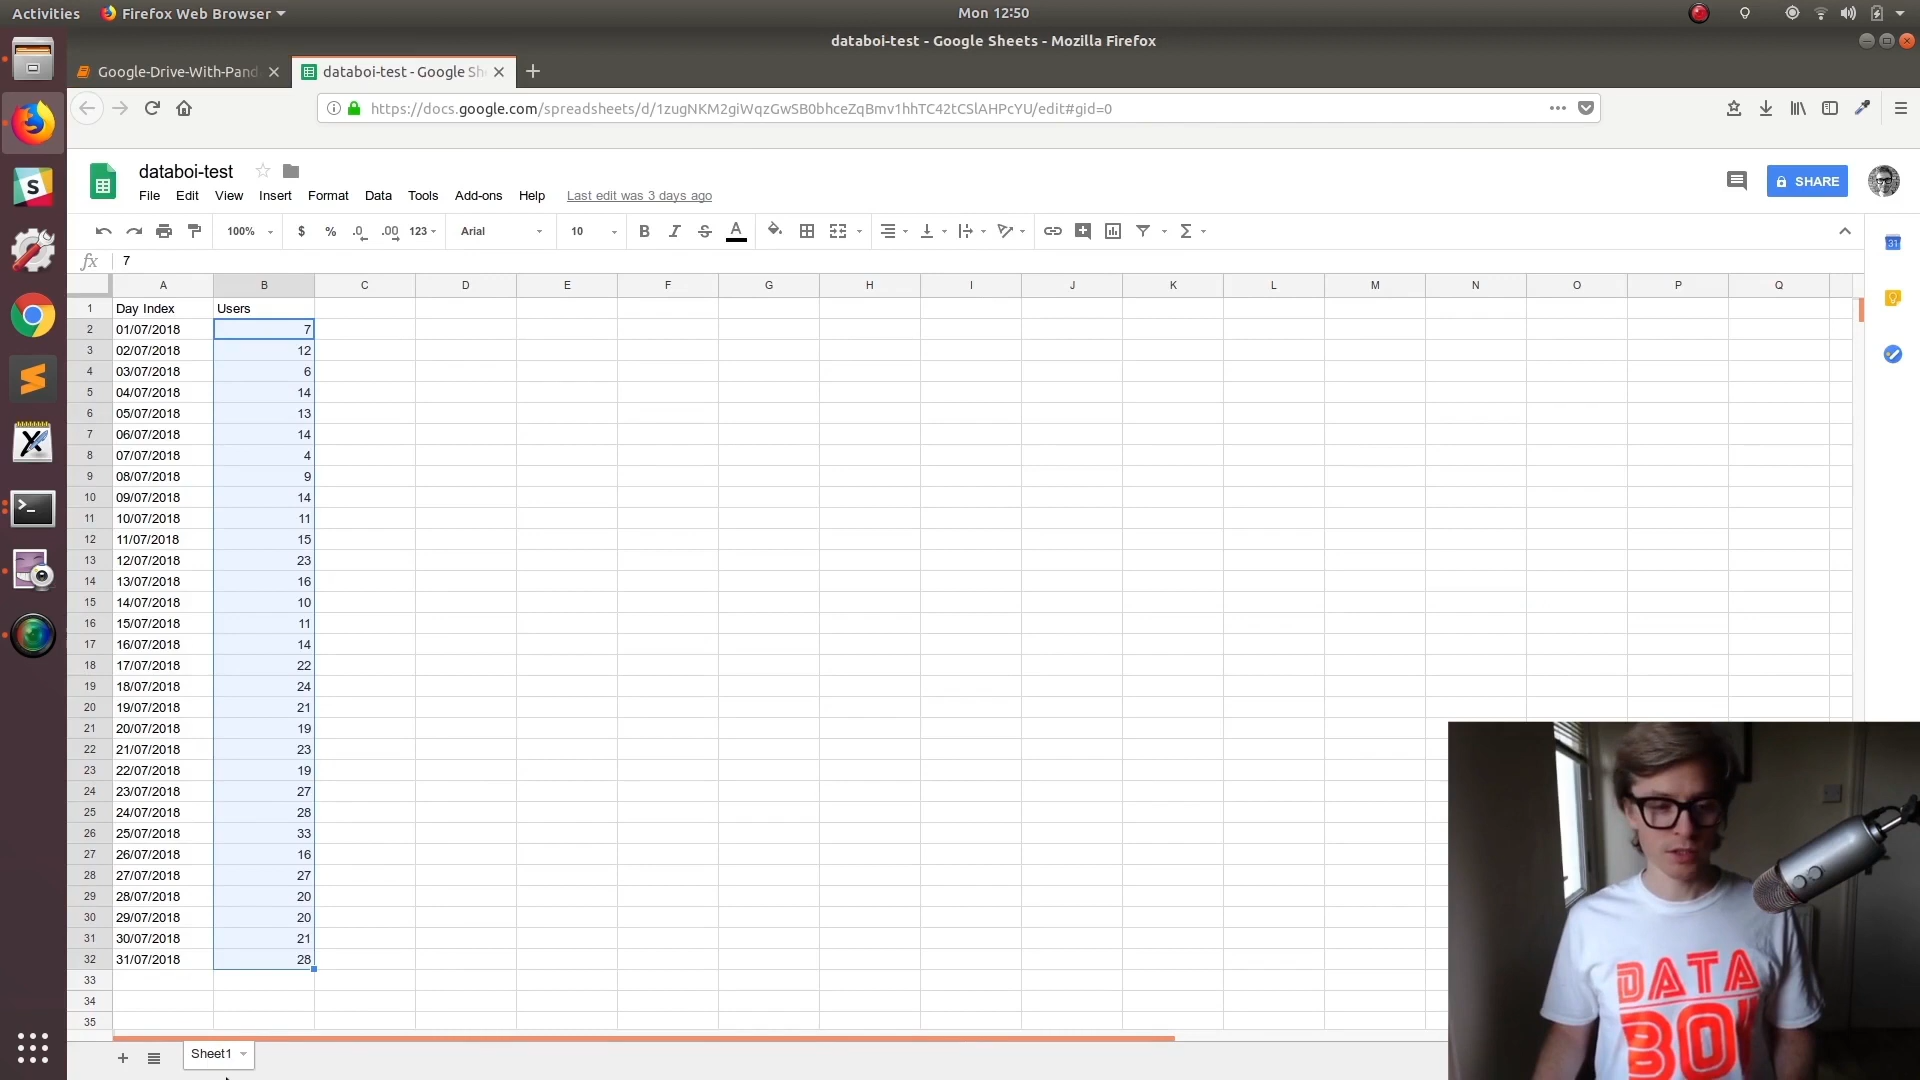 Activities Firefox Web Browser Mon 12:50
databoi-test - Google Sheets - Mozilla Firefox
Google-Drive-With-Pand databoi-test - Google She
https://docs.google.com/spreadsheets/d/1zugNKM2giWqzGwSB0bhceZqBmv1hhTC42tCSlAHPcYU/edit#gid=0
databoi-test
File Edit View Insert Format Data Tools Add-ons Help Last edit was 3 days ago
SHARE
100% $ % .0 .00 123 Arial 10 B I S A Σ
31
fx 7
A B C D E F G H I J K L M N O P Q
1 Day Index Users
2 01/07/2018 7
3 02/07/2018 12
4 03/07/2018 6
5 04/07/2018 14
6 05/07/2018 13
7 06/07/2018 14
8 07/07/2018 4
9 08/07/2018 9
10 09/07/2018 14
11 10/07/2018 11
12 11/07/2018 15
13 12/07/2018 23
14 13/07/2018 16
15 14/07/2018 10
16 15/07/2018 11
17 16/07/2018 14
18 17/07/2018 22
19 18/07/2018 24
20 19/07/2018 21
21 20/07/2018 19
22 21/07/2018 23
23 22/07/2018 19
24 23/07/2018 27
25 24/07/2018 28
26 25/07/2018 33
27 26/07/2018 16
28 27/07/2018 27
29 28/07/2018 20
30 29/07/2018 20
31 30/07/2018 21
32 31/07/2018 28
33
34
35
Sheet1
DATA
BOI